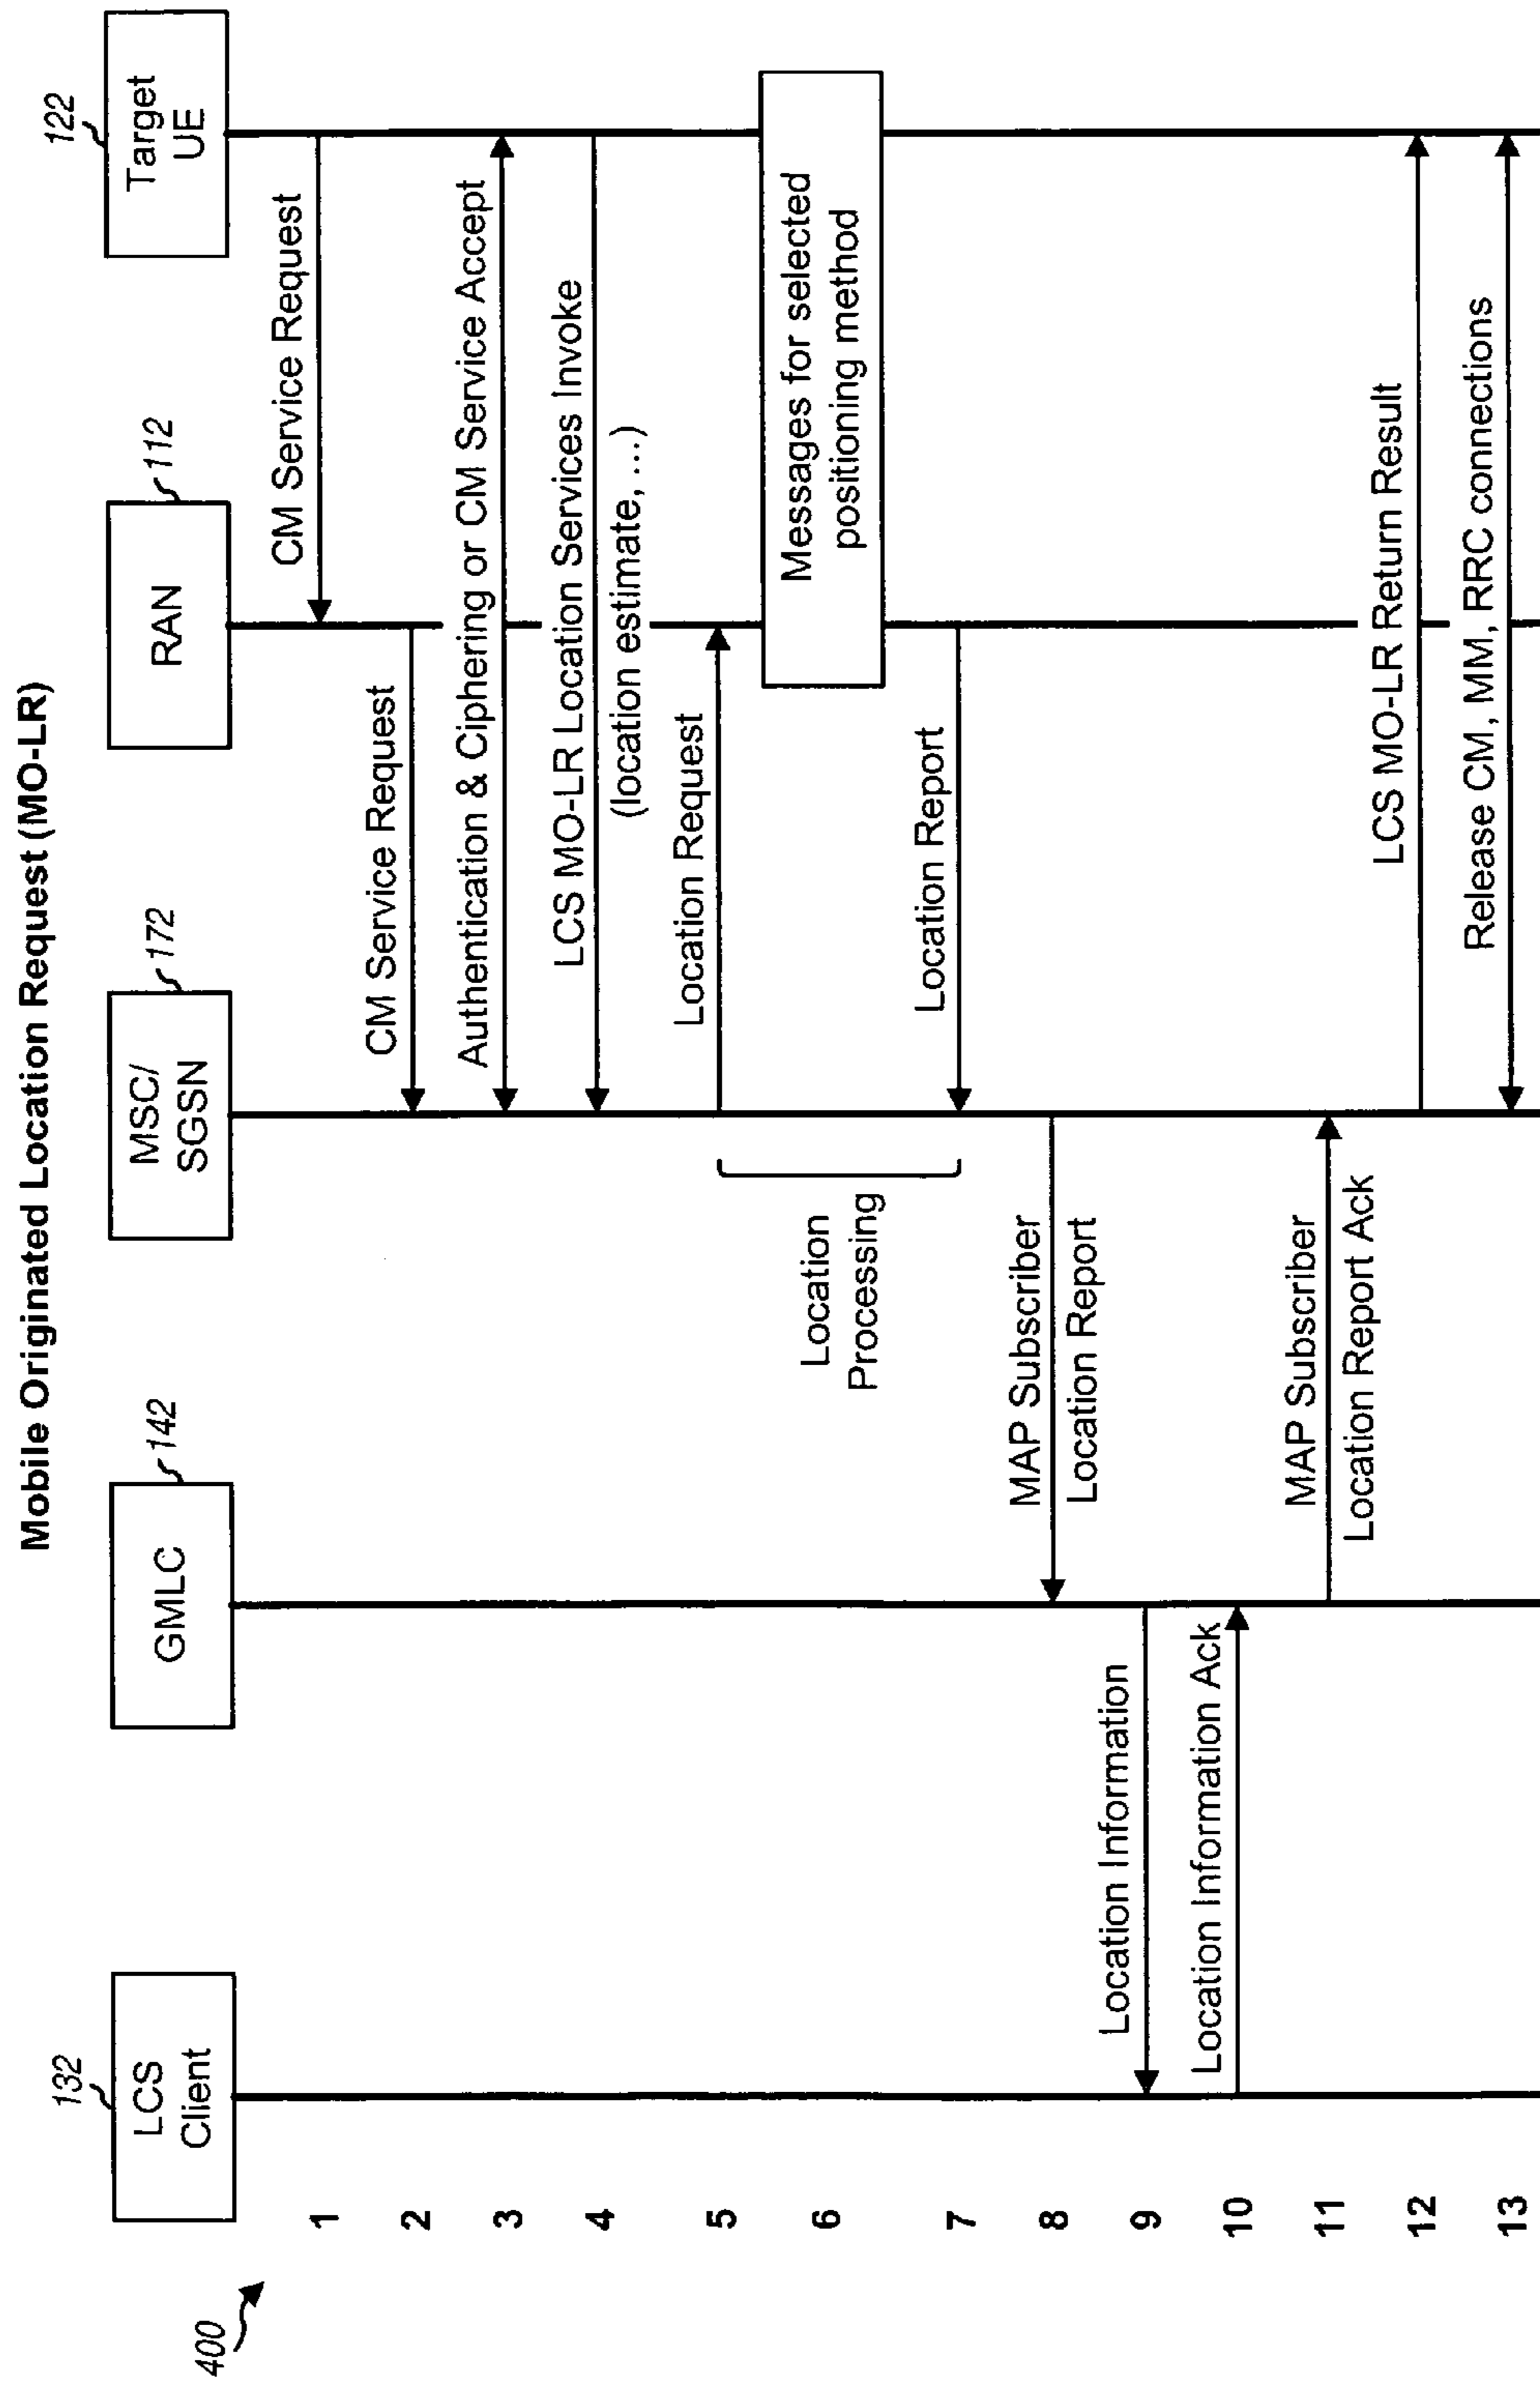 Mobile Originated Location Request (MO-LR)
400
132
LCS
Client
GMLC
142
MSC/
SGSN
172
RAN
112
122
Target
UE
1
CM Service Request
2
CM Service Request
3
Authentication & Ciphering or CM Service Accept
4
LCS MO-LR Location Services Invoke
(location estimate, ...)
5
Location Request
6
Location
Processing
Messages for selected
positioning method
7
Location Report
8
MAP Subscriber
Location Report
9
Location Information
10
Location Information Ack
11
MAP Subscriber
Location Report Ack
12
LCS MO-LR Return Result
13
Release CM, MM, RRC connections